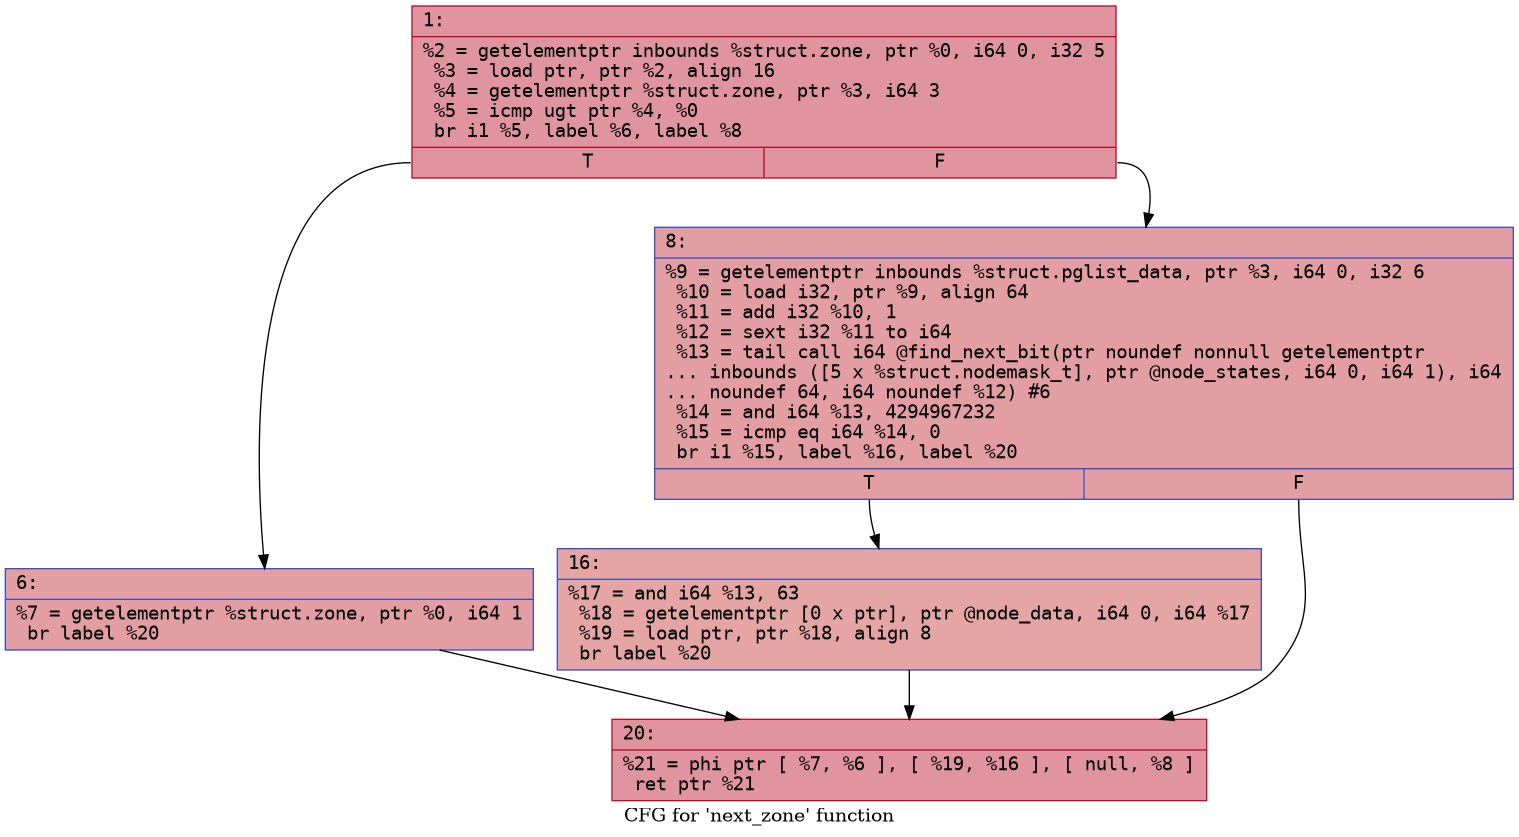 1:
%2 = getelementptr inbounds %struct.zone, ptr %0, i64 0, i32 5
%3 = load ptr, ptr %2, align 16
%4 = getelementptr %struct.zone, ptr %3, i64 3
%5 = icmp ugt ptr %4, %0
br i1 %5, label %6, label %8
T
F
8:
%9 = getelementptr inbounds %struct.pglist_data, ptr %3, i64 0, i32 6
%10 = load i32, ptr %9, align 64
%11 = add i32 %10, 1
%12 = sext i32 %11 to i64
%13 = tail call i64 @find_next_bit(ptr noundef nonnull getelementptr
... inbounds ([5 x %struct.nodemask_t], ptr @node_states, i64 0, i64 1), i64
... noundef 64, i64 noundef %12) #6
%14 = and i64 %13, 4294967232
%15 = icmp eq i64 %14, 0
br i1 %15, label %16, label %20
T
F
6:
%7 = getelementptr %struct.zone, ptr %0, i64 1
br label %20
16:
%17 = and i64 %13, 63
%18 = getelementptr [0 x ptr], ptr @node_data, i64 0, i64 %17
%19 = load ptr, ptr %18, align 8
br label %20
20:
%21 = phi ptr [ %7, %6 ], [ %19, %16 ], [ null, %8 ]
ret ptr %21
CFG for 'next_zone' function